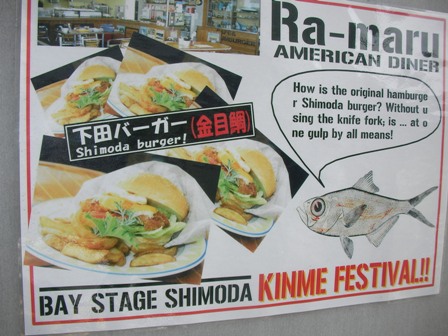 Ra-maru
AMERICAN DINER
How is the original hamburge
r Shimoda burger? Without u
sing the knife fork; is ... at o
ne gulp by all means!
下田バーガー(金目鯛)
Shimoda burger!
BAY STAGE SHIMODA KINME FESTIVAL!!